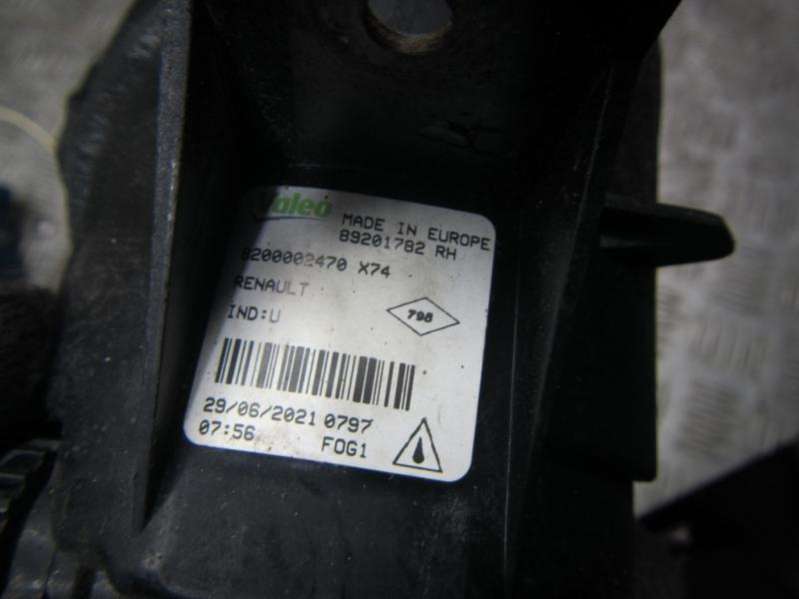 Valeo
MADE IN EUROPE
89201782 RH
8200002470 X74
RENAULT
IND:U
798
29/06/2021 0797
07:56 FOG1